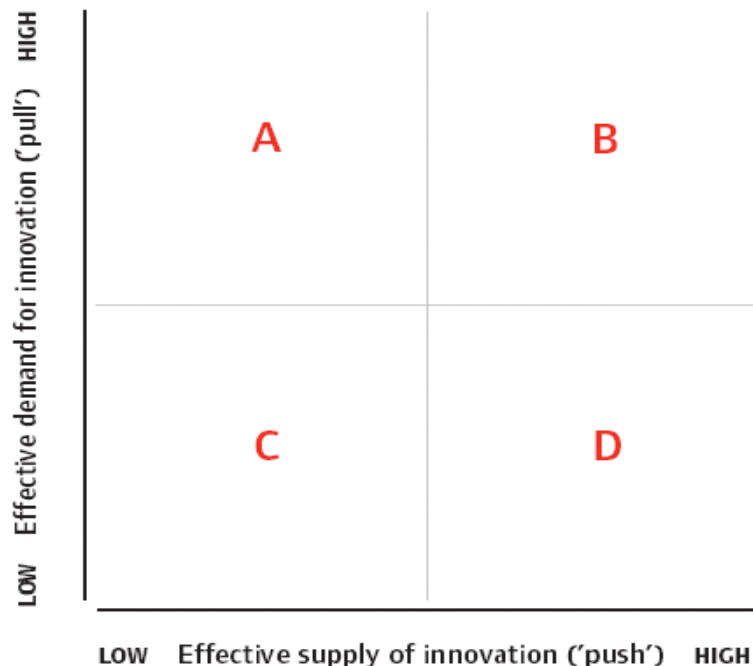 HIGH
Effective demand for innovation ('pull')
LOW
A
B
C
D
LOW Effective supply of innovation ('push') HIGH